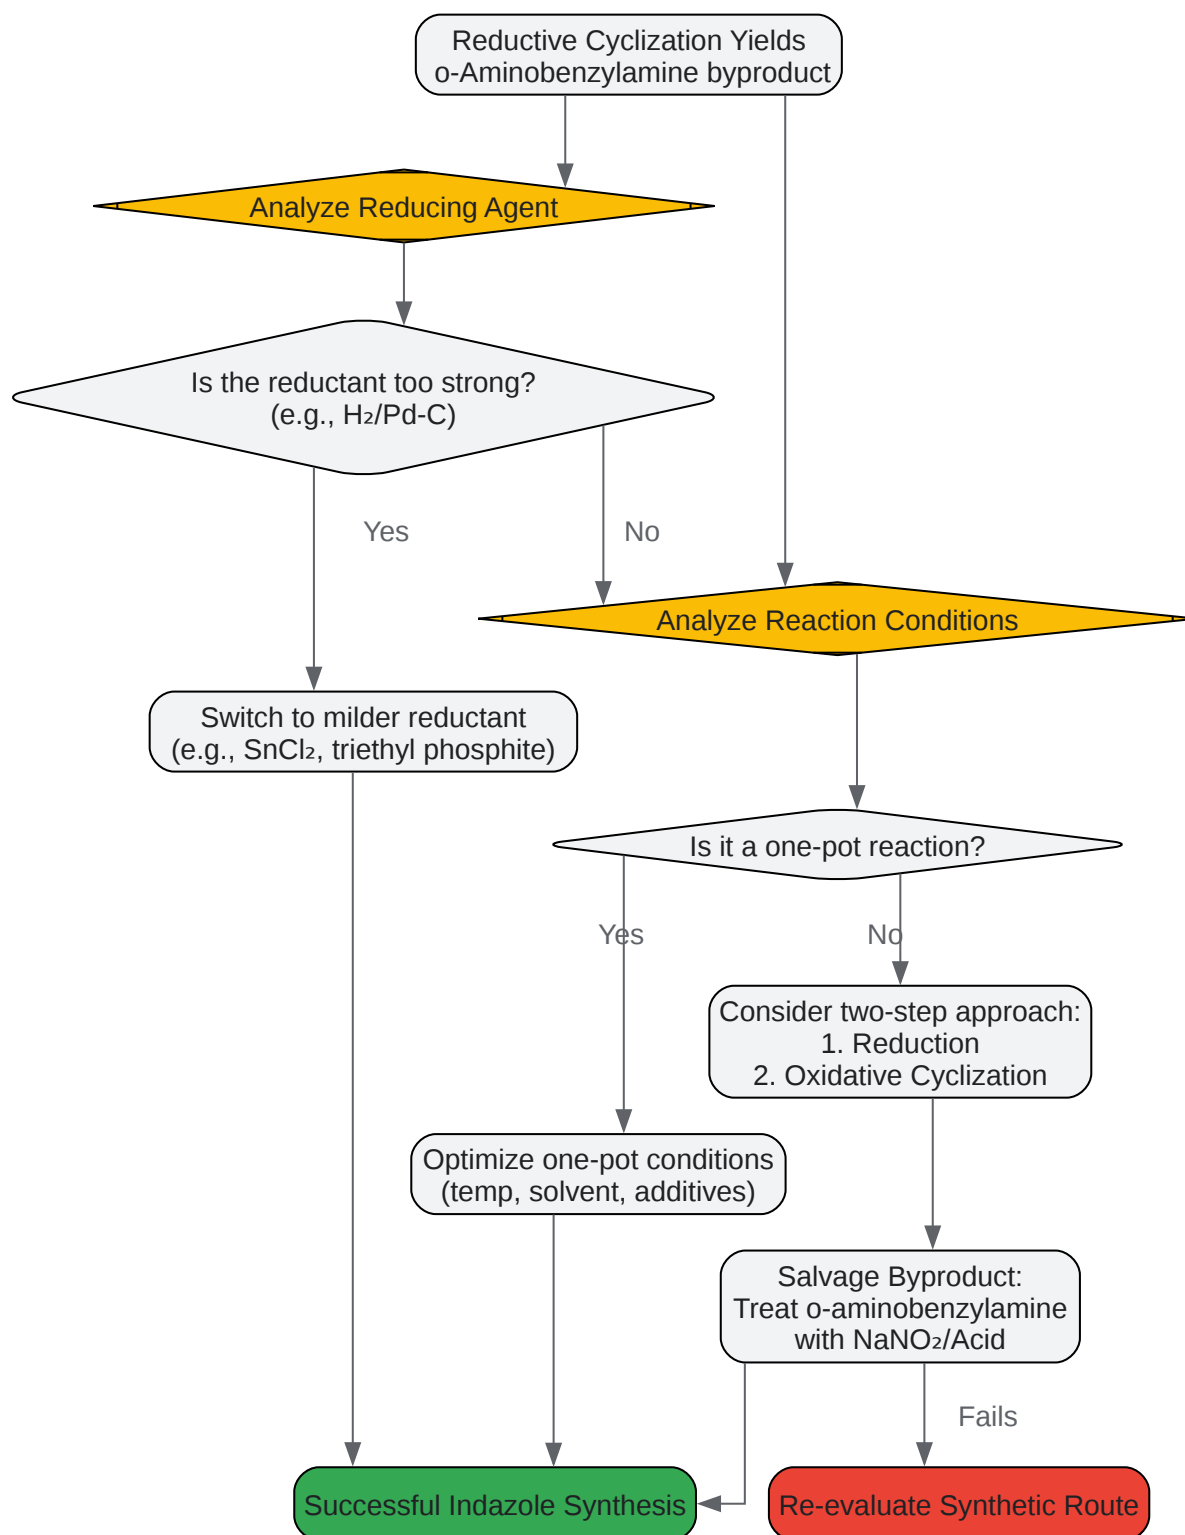 Reductive Cyclization Yields
o-Aminobenzylamine byproduct
Analyze Reducing Agent
Is the reductant too strong?
(e.g., H₂/Pd-C)
Yes
No
Analyze Reaction Conditions
Switch to milder reductant
(e.g., SnCl₂, triethyl phosphite)
Is it a one-pot reaction?
Yes
No
Consider two-step approach:
1. Reduction
2. Oxidative Cyclization
Optimize one-pot conditions
(temp, solvent, additives)
Salvage Byproduct:
Treat o-aminobenzylamine
with NaNO₂/Acid
Fails
Successful Indazole Synthesis
Re-evaluate Synthetic Route